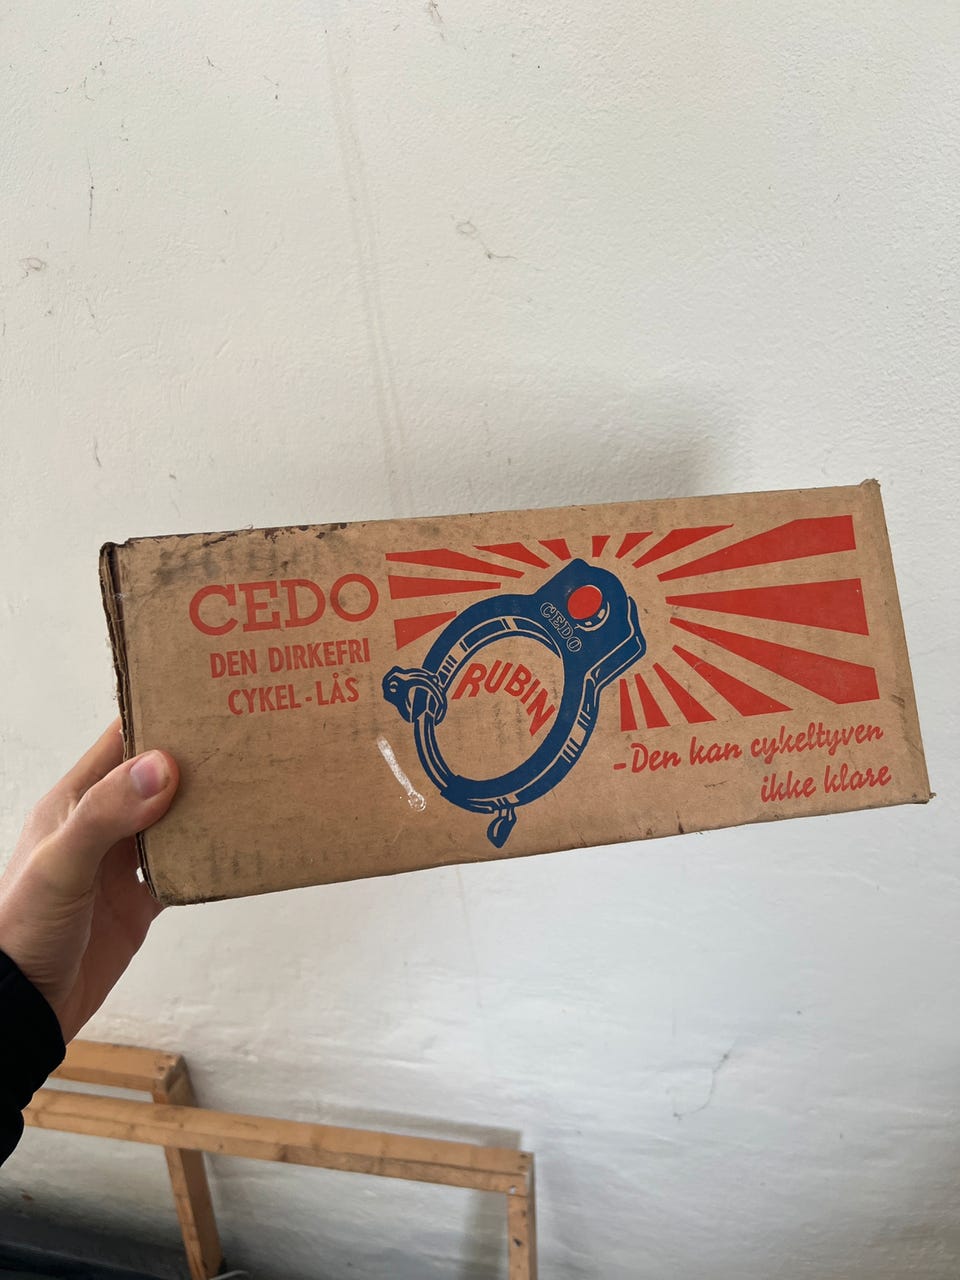 CEDO
DEN DIRKEFRI
CYKEL-LÅS
CEDO
RUBIN
-Den kan cykeltyven
ikke klare